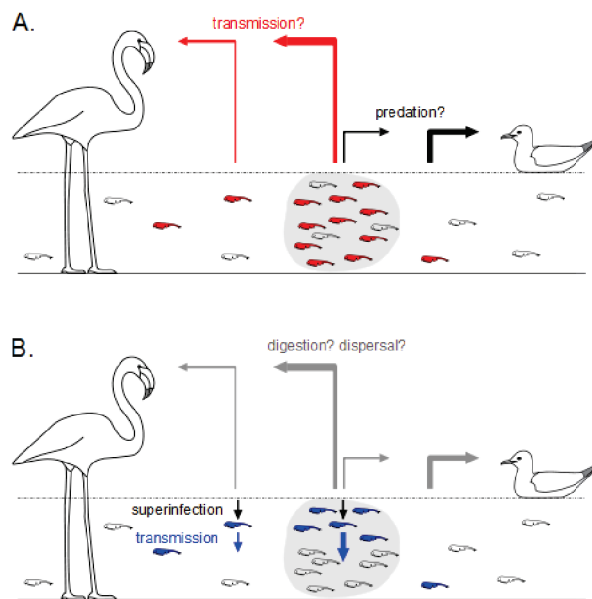 A.
transmission?
predation?
B.
digestion? dispersal?
superinfection
transmission